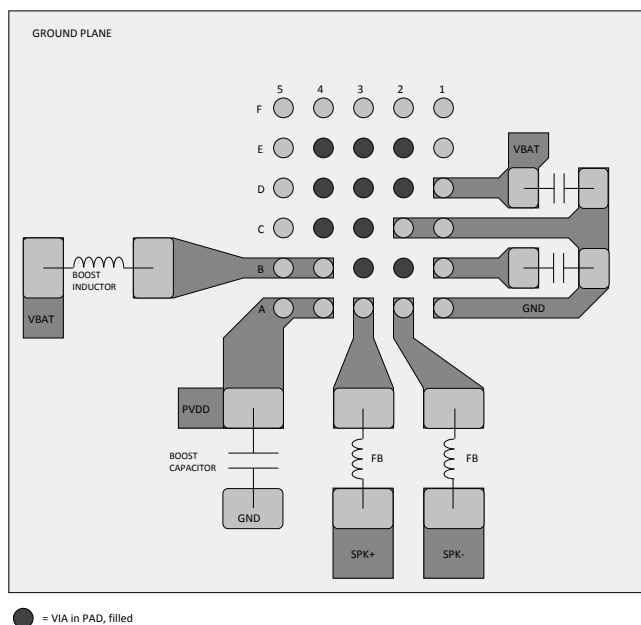 GROUND PLANE
5 4 3 2 1
F
E
VBAT
D
C
BOOST
INDUCTOR
B
VBAT
A
GND
PVDD
BOOST
CAPACITOR
FB
FB
GND
SPK+
SPK-
= VIA in PAD, filled